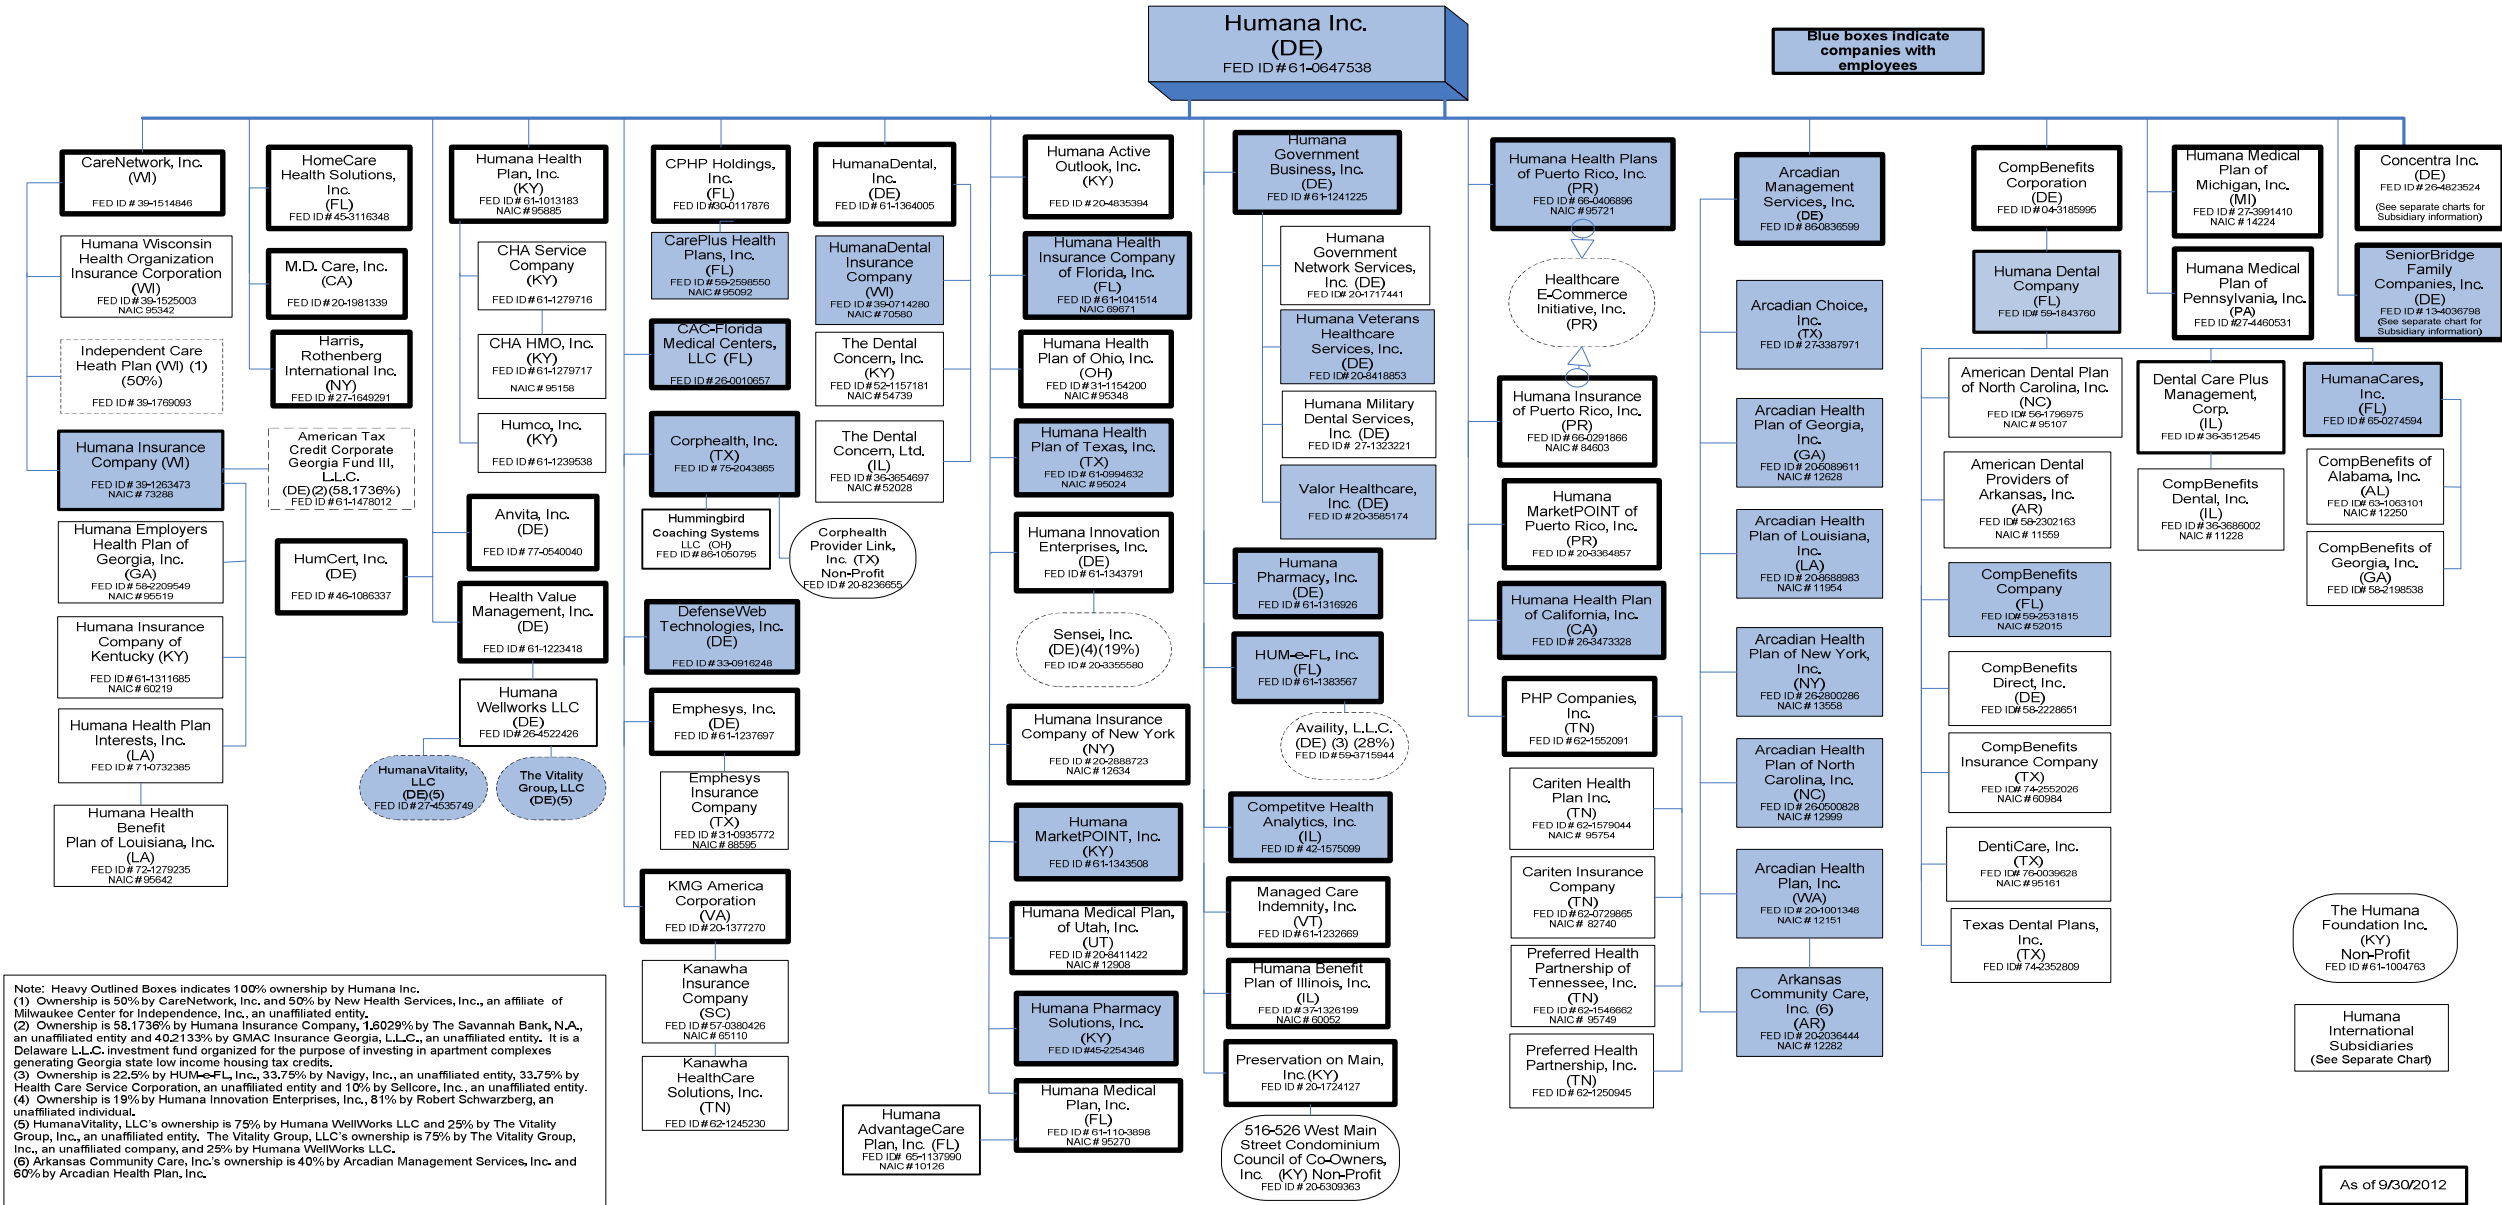 Humana Inc.
(DE)
FED ID# 61-0647538
Blue boxes indicate
companies with
employees
CareNetwork, Inc.
(WI)
FED ID# 39-1514846
Humana Wisconsin
Health Organization
Insurance Corporation
(WI)
FED ID# 39-1525003
NAIC 95342
Independent Care
Heath Plan (WI) (1)
(50%)
FED ID# 39-1769093
Humana Insurance
Company (WI)
FED ID# 39-1263473
NAIC# 73288
American Tax
Credit Corporate
Georgia Fund III,
L.L.C.
(DE)(2)(58.1736%)
FED ID# 61-1478012
Humana Employers
Health Plan of
Georgia, Inc.
(GA)
FED ID# 58-2209549
NAIC# 95519
Humana Insurance
Company of
Kentucky (KY)
FED ID# 61-1311685
NAIC# 60219
Humana Health Plan
Interests, Inc.
(LA)
FED ID# 71-0732385
Humana Health
Benefit
Plan of Louisiana, Inc.
(LA)
FED ID# 72-1279235
NAIC# 95642
HomeCare
Health Solutions,
Inc.
(FL)
FED ID# 45-3116348
M.D. Care, Inc.
(CA)
FED ID# 20-1981339
Harris,
Rothenberg
International Inc.
(NY)
FED ID# 27-1649291
HumCert, Inc.
(DE)
FED ID# 46-1086337
Humana Health
Plan, Inc.
(KY)
FED ID# 61-1013183
NAIC# 95885
CHA Service
Company
(KY)
FED ID# 61-1279716
CHA HMO, Inc.
(KY)
FED ID# 61-1279717
NAIC# 95158
Humco, Inc.
(KY)
FED ID# 61-1239538
Anvita, Inc.
(DE)
FED ID# 77-0540040
Health Value
Management, Inc.
(DE)
FED ID# 61-1223418
Humana
Wellworks LLC
(DE)
FED ID# 26-4522426
HumanaVitality,
LLC
(DE)(5)
FED ID# 27-4535749
The Vitality
Group, LLC
(DE)(5)
CPHP Holdings,
Inc.
(FL)
FED ID#30-0117876
CarePlus Health
Plans, Inc.
(FL)
FED ID# 59-2598550
NAIC# 95092
CAC-Florida
Medical Centers,
LLC (FL)
FED ID# 26-0010657
Corphealth, Inc.
(TX)
FED ID# 75-2043865
Hummingbird
Coaching Systems
LLC (OH)
FED ID# 86-1050795
Corphealth
Provider Link,
Inc. (TX)
Non-Profit
FED ID# 20-8236655
DefenseWeb
Technologies, Inc.
(DE)
FED ID# 33-0916248
Emphesys, Inc.
(DE)
FED ID# 61-1237697
Emphesys
Insurance
Company
(TX)
FED ID# 31-0935772
NAIC# 88595
KMG America
Corporation
(VA)
FED ID# 20-1377270
Kanawha
Insurance
Company
(SC)
FED ID# 57-0380426
NAIC# 65110
Kanawha
HealthCare
Solutions, Inc.
(TN)
FED ID# 62-1245230
HumanaDental,
Inc.
(DE)
FED ID# 61-1364005
HumanaDental
Insurance
Company
(WI)
FED ID# 39-0714280
NAIC# 70580
The Dental
Concern, Inc.
(KY)
FED ID# 52-1157181
NAIC# 54739
The Dental
Concern, Ltd.
(IL)
FED ID# 36-3654697
NAIC# 52028
Humana Active
Outlook, Inc.
(KY)
FED ID# 20-4835394
Humana Health
Insurance Company
of Florida, Inc.
(FL)
FED ID# 61-1041514
NAIC 69671
Humana Health
Plan of Ohio, Inc.
(OH)
FED ID# 31-1154200
NAIC# 95348
Humana Health
Plan of Texas, Inc.
(TX)
FED ID# 61-0994632
NAIC# 95024
Humana Innovation
Enterprises, Inc.
(DE)
FED ID# 61-1343791
Sensei, Inc.
(DE)(4)(19%)
FED ID# 20-3355580
Humana Insurance
Company of New York
(NY)
FED ID# 20-2888723
NAIC# 12634
Humana
MarketPOINT, Inc.
(KY)
FED ID# 61-1343508
Humana Medical Plan,
of Utah, Inc.
(UT)
FED ID# 20-8411422
NAIC# 12908
Humana Pharmacy
Solutions, Inc.
(KY)
FED ID#45-2254346
Humana Medical
Plan, Inc.
(FL)
FED ID# 61-110-3898
NAIC# 95270
Humana
AdvantageCare
Plan, Inc. (FL)
FED ID# 65-1137990
NAIC# 10126
Humana
Government
Business, Inc.
(DE)
FED ID# 61-1241225
Humana
Government
Network Services,
Inc. (DE)
FED ID# 20-1717441
Humana Veterans
Healthcare
Services, Inc.
(DE)
FED ID# 20-8418853
Humana Military
Dental Services,
Inc. (DE)
FED ID# 27-1323221
Valor Healthcare,
Inc. (DE)
FED ID# 20-3585174
Humana
Pharmacy, Inc.
(DE)
FED ID# 61-1316926
HUM-e-FL, Inc.
(FL)
FED ID# 61-1383567
Availity, L.L.C.
(DE) (3) (28%)
FED ID# 59-3715944
Competitve Health
Analytics, Inc.
(IL)
FED ID# 42-1575099
Managed Care
Indemnity, Inc.
(VT)
FED ID# 61-1232669
Humana Benefit
Plan of Illinois, Inc.
(IL)
FED ID# 37-1326199
NAIC# 60052
Preservation on Main,
Inc.(KY)
FED ID# 20-1724127
516-526 West Main
Street Condominium
Council of Co-Owners,
Inc. (KY) Non-Profit
FED ID# 20-5309363
Humana Health Plans
of Puerto Rico, Inc.
(PR)
FED ID# 66-0406896
NAIC# 95721
Healthcare
E-Commerce
Initiative, Inc.
(PR)
Humana Insurance
of Puerto Rico, Inc.
(PR)
FED ID# 66-0291866
NAIC# 84603
Humana
MarketPOINT of
Puerto Rico, Inc.
(PR)
FED ID# 20-3364857
Humana Health Plan
of California, Inc.
(CA)
FED ID# 26-3473328
PHP Companies,
Inc.
(TN)
FED ID# 62-1552091
Cariten Health
Plan Inc.
(TN)
FED ID# 62-1579044
NAIC# 95754
Cariten Insurance
Company
(TN)
FED ID# 62-0729865
NAIC# 82740
Preferred Health
Partnership of
Tennessee, Inc.
(TN)
FED ID# 62-1546662
NAIC# 95749
Preferred Health
Partnership, Inc.
(TN)
FED ID# 62-1250945
Arcadian
Management
Services, Inc.
(DE)
FED ID# 86-0836599
Arcadian Choice,
Inc.
(TX)
FED ID# 27-3387971
Arcadian Health
Plan of Georgia,
Inc.
(GA)
FED ID# 20-5089611
NAIC# 12628
Arcadian Health
Plan of Louisiana,
Inc.
(LA)
FED ID# 20-8688983
NAIC# 11954
Arcadian Health
Plan of New York,
Inc.
(NY)
FED ID# 26-2800286
NAIC# 13558
Arcadian Health
Plan of North
Carolina, Inc.
(NC)
FED ID# 26-0500828
NAIC# 12999
Arcadian Health
Plan, Inc.
(WA)
FED ID# 20-1001348
NAIC# 12151
Arkansas
Community Care,
Inc. (6)
(AR)
FED ID# 20-2036444
NAIC# 12282
CompBenefits
Corporation
(DE)
FED ID# 04-3185995
Humana Dental
Company
(FL)
FED ID# 59-1843760
American Dental Plan
of North Carolina, Inc.
(NC)
FED ID# 56-1796975
NAIC# 95107
American Dental
Providers of
Arkansas, Inc.
(AR)
FED ID# 58-2302163
NAIC# 11559
CompBenefits
Company
(FL)
FED ID# 59-2531815
NAIC# 52015
CompBenefits
Direct, Inc.
(DE)
FED ID# 58-2228651
CompBenefits
Insurance Company
(TX)
FED ID# 74-2552026
NAIC# 60984
DentiCare, Inc.
(TX)
FED ID# 76-0039628
NAIC# 95161
Texas Dental Plans,
Inc.
(TX)
FED ID# 74-2352809
Dental Care Plus
Management,
Corp.
(IL)
FED ID# 36-3512545
CompBenefits
Dental, Inc.
(IL)
FED ID# 36-3686002
NAIC# 11228
HumanaCares,
Inc.
(FL)
FED ID# 65-0274594
CompBenefits of
Alabama, Inc.
(AL)
FED ID# 63-1063101
NAIC# 12250
CompBenefits of
Georgia, Inc.
(GA)
FED ID# 58-2198538
Humana Medical
Plan of
Michigan, Inc.
(MI)
FED ID# 27-3991410
NAIC# 14224
Humana Medical
Plan of
Pennsylvania, Inc.
(PA)
FED ID# 27-4460531
Concentra Inc.
(DE)
FED ID# 26-4823524
(See separate charts for
Subsidiary information)
SeniorBridge
Family
Companies, Inc.
(DE)
FED ID# 13-4036798
(See separate chart for
Subsidiary information)
The Humana
Foundation Inc.
(KY)
Non-Profit
FED ID# 61-1004763
Humana
International
Subsidiaries
(See Separate Chart)
Note: Heavy Outlined Boxes indicates 100% ownership by Humana Inc.
(1) Ownership is 50% by CareNetwork, Inc. and 50% by New Health Services, Inc., an affiliate of
Milwaukee Center for Independence, Inc., an unaffiliated entity.
(2) Ownership is 58.1736% by Humana Insurance Company, 1.6029% by The Savannah Bank, N.A.,
an unaffiliated entity and 40.2133% by GMAC Insurance Georgia, L.L.C., an unaffiliated entity. It is a
Delaware L.L.C. investment fund organized for the purpose of investing in apartment complexes
generating Georgia state low income housing tax credits.
(3) Ownership is 22.5% by HUM-e-FL, Inc., 33.75% by Navigy, Inc., an unaffiliated entity, 33.75% by
Health Care Service Corporation, an unaffiliated entity and 10% by Sellcore, Inc., an unaffiliated entity.
(4) Ownership is 19% by Humana Innovation Enterprises, Inc., 81% by Robert Schwarzberg, an
unaffiliated individual.
(5) HumanaVitality, LLC's ownership is 75% by Humana WellWorks LLC and 25% by The Vitality
Group, Inc., an unaffiliated entity. The Vitality Group, LLC's ownership is 75% by The Vitality Group,
Inc., an unaffiliated company, and 25% by Humana WellWorks LLC.
(6) Arkansas Community Care, Inc.'s ownership is 40% by Arcadian Management Services, Inc. and
60% by Arcadian Health Plan, Inc.
As of 9/30/2012